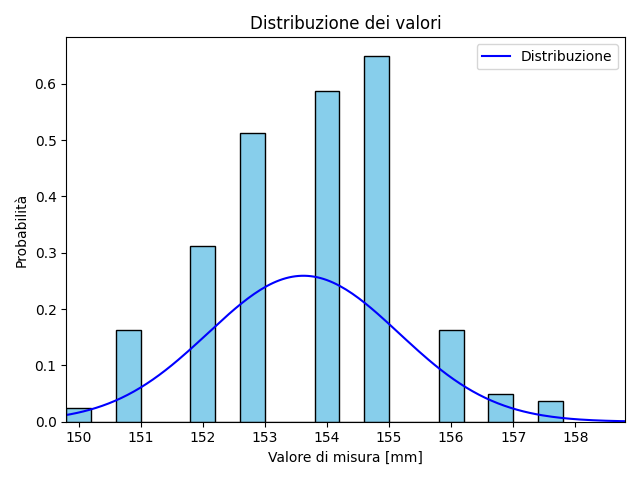 Distribuzione dei valori
Distribuzione
Probabilità
0.6
0.5
0.4
0.3
0.2
0.1
0.0
150 151 152 153 154 155 156 157 158
Valore di misura [mm]